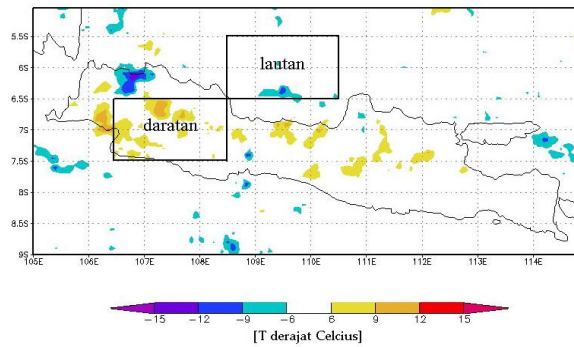 5.5S
6S
6.5S
7S
7.5S
8S
8.5S
9S
lautan
daratan
105E 106E 107E 108E 109E 110E 111E 112E 113E 114E
-15 -12 -9 -6 6 9 12 15
[T derajat Celcius]